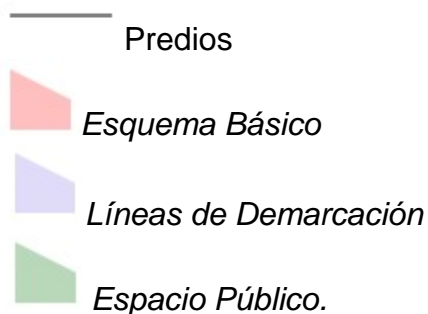 Predios
Esquema Básico
Líneas de Demarcación
Espacio Público.